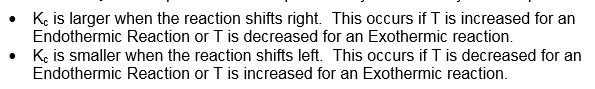 • Kc is larger when the reaction shifts right.  This occurs if T is increased for an
Endothermic Reaction or T is decreased for an Exothermic reaction.
• Kc is smaller when the reaction shifts left.  This occurs if T is decreased for an
Endothermic Reaction or T is increased for an Exothermic reaction.